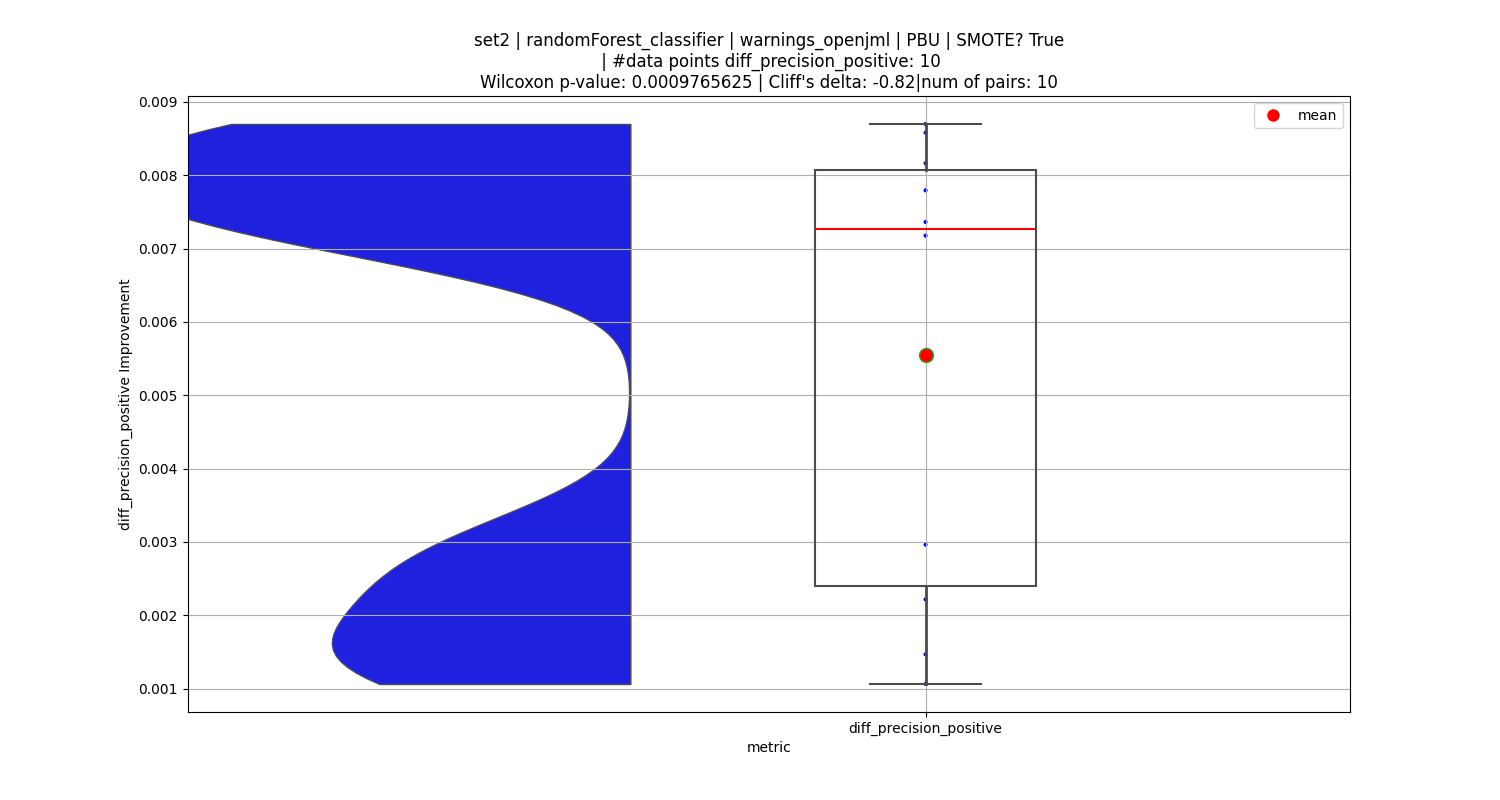 set2 | randomForest_classifier | warnings_openjml | PBU | SMOTE? True
| #data points diff_precision_positive: 10
Wilcoxon p-value: 0.0009765625 | Cliff's delta: -0.82|num of pairs: 10
mean
0.009
0.008
0.007
0.006
0.005
0.004
0.003
0.002
0.001
diff_precision_positive Improvement
diff_precision_positive
metric